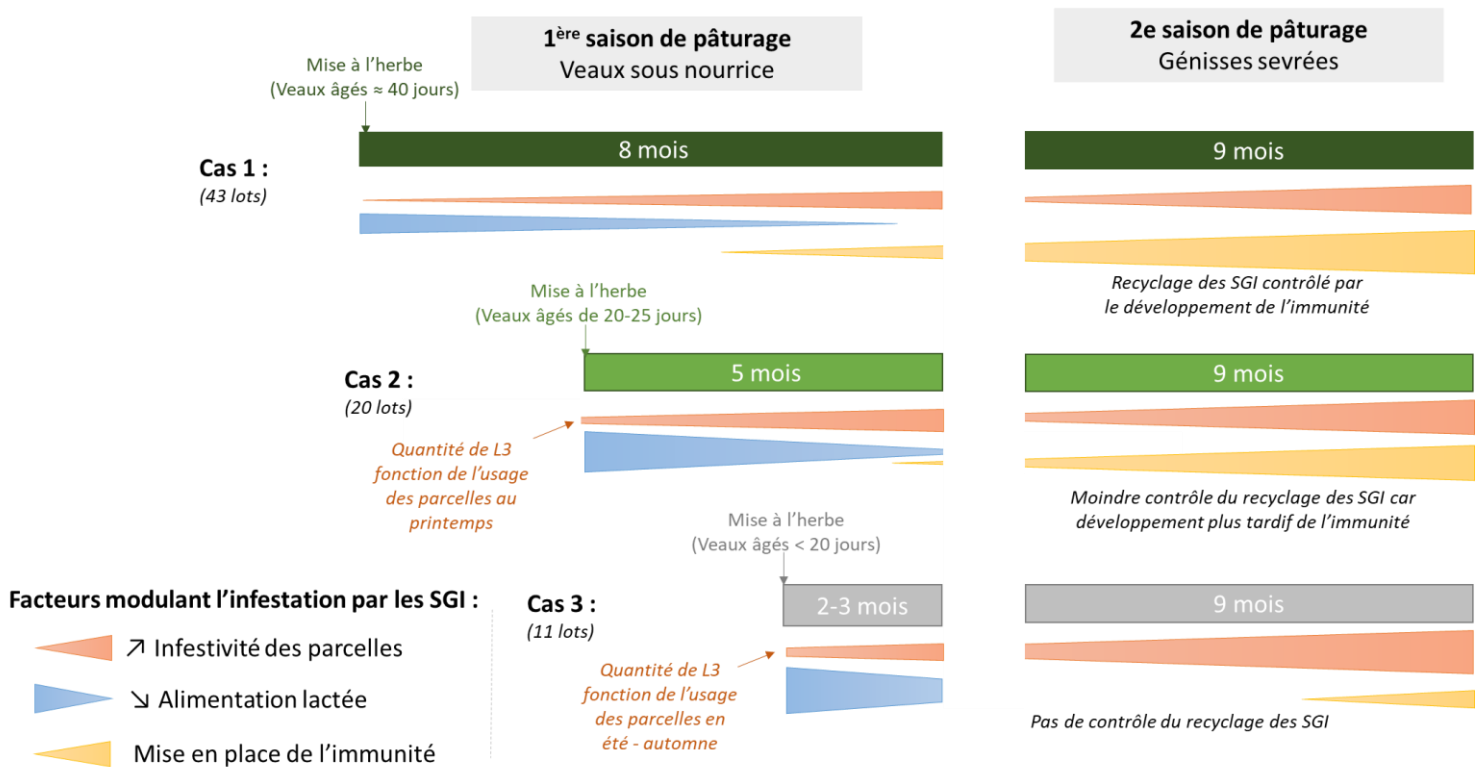 1ère saison de pâturage
Veaux sous nourrice
2e saison de pâturage
Génisses sevrées
Mise à l'herbe
(Veaux âgés ≈ 40 jours)
Cas 1 :
(43 lots)
8 mois
9 mois
Recyclage des SGI contrôlé par
le développement de l'immunité
Mise à l'herbe
(Veaux âgés de 20-25 jours)
Cas 2 :
(20 lots)
5 mois
9 mois
Quantité de L3
fonction de l'usage
des parcelles au
printemps
Moindre contrôle du recyclage des SGI car
développement plus tardif de l'immunité
Mise à l'herbe
(Veaux âgés < 20 jours)
Cas 3 :
(11 lots)
2-3 mois
9 mois
Quantité de L3
fonction de l'usage
des parcelles en
été - automne
Pas de contrôle du recyclage des SGI
Facteurs modulant l'infestation par les SGI :
↗ Infestivité des parcelles
↘ Alimentation lactée
Mise en place de l'immunité